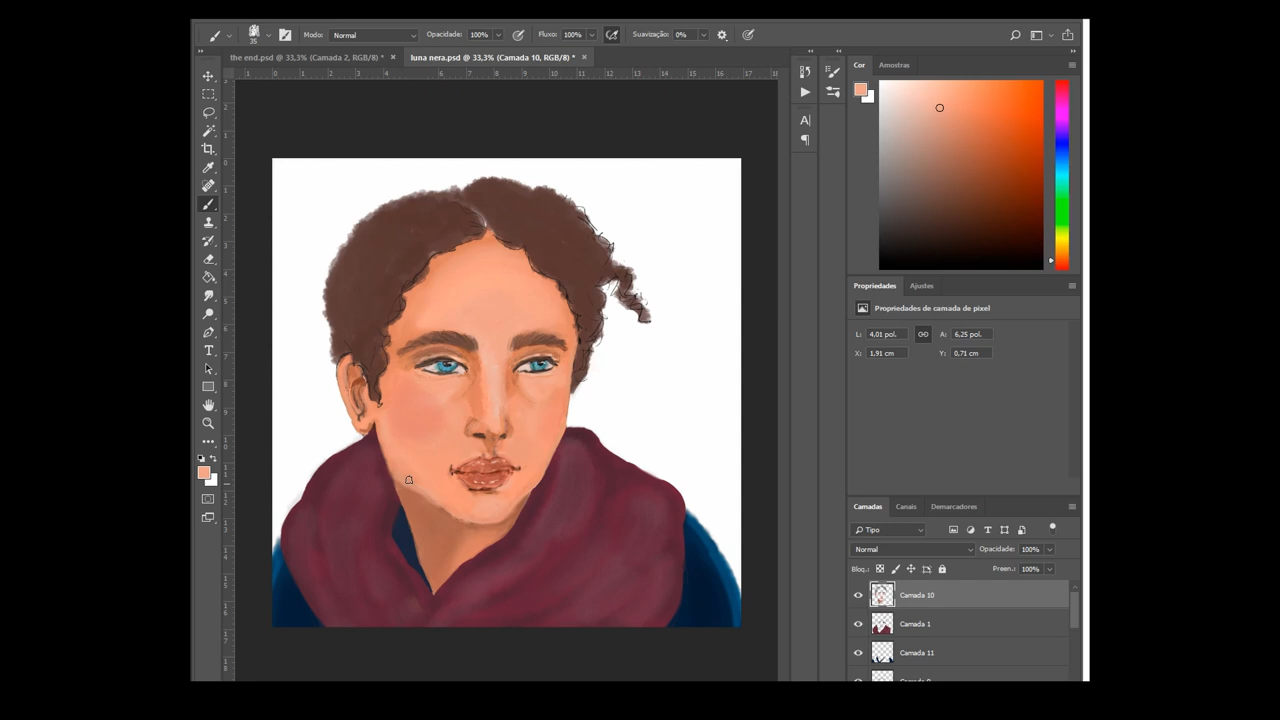 35 Modo: Normal Opacidade: 100% Fluxo: 100% Suavização: 0%
the end.psd @ 33,3% (Camada 2, RGB/8) * × luna nera.psd @ 33,3% (Camada 10, RGB/8) * ×
Cor Amostras
Propriedades Ajustes
Propriedades de camada de pixel
L: 4,01 pol. A: 6,25 pol.
X: 1,91 cm Y: 0,71 cm
Camadas Canais Demarcadores
Tipo
Normal Opacidade: 100%
Bloq.: Preen.: 100%
Camada 10
Camada 1
Camada 11